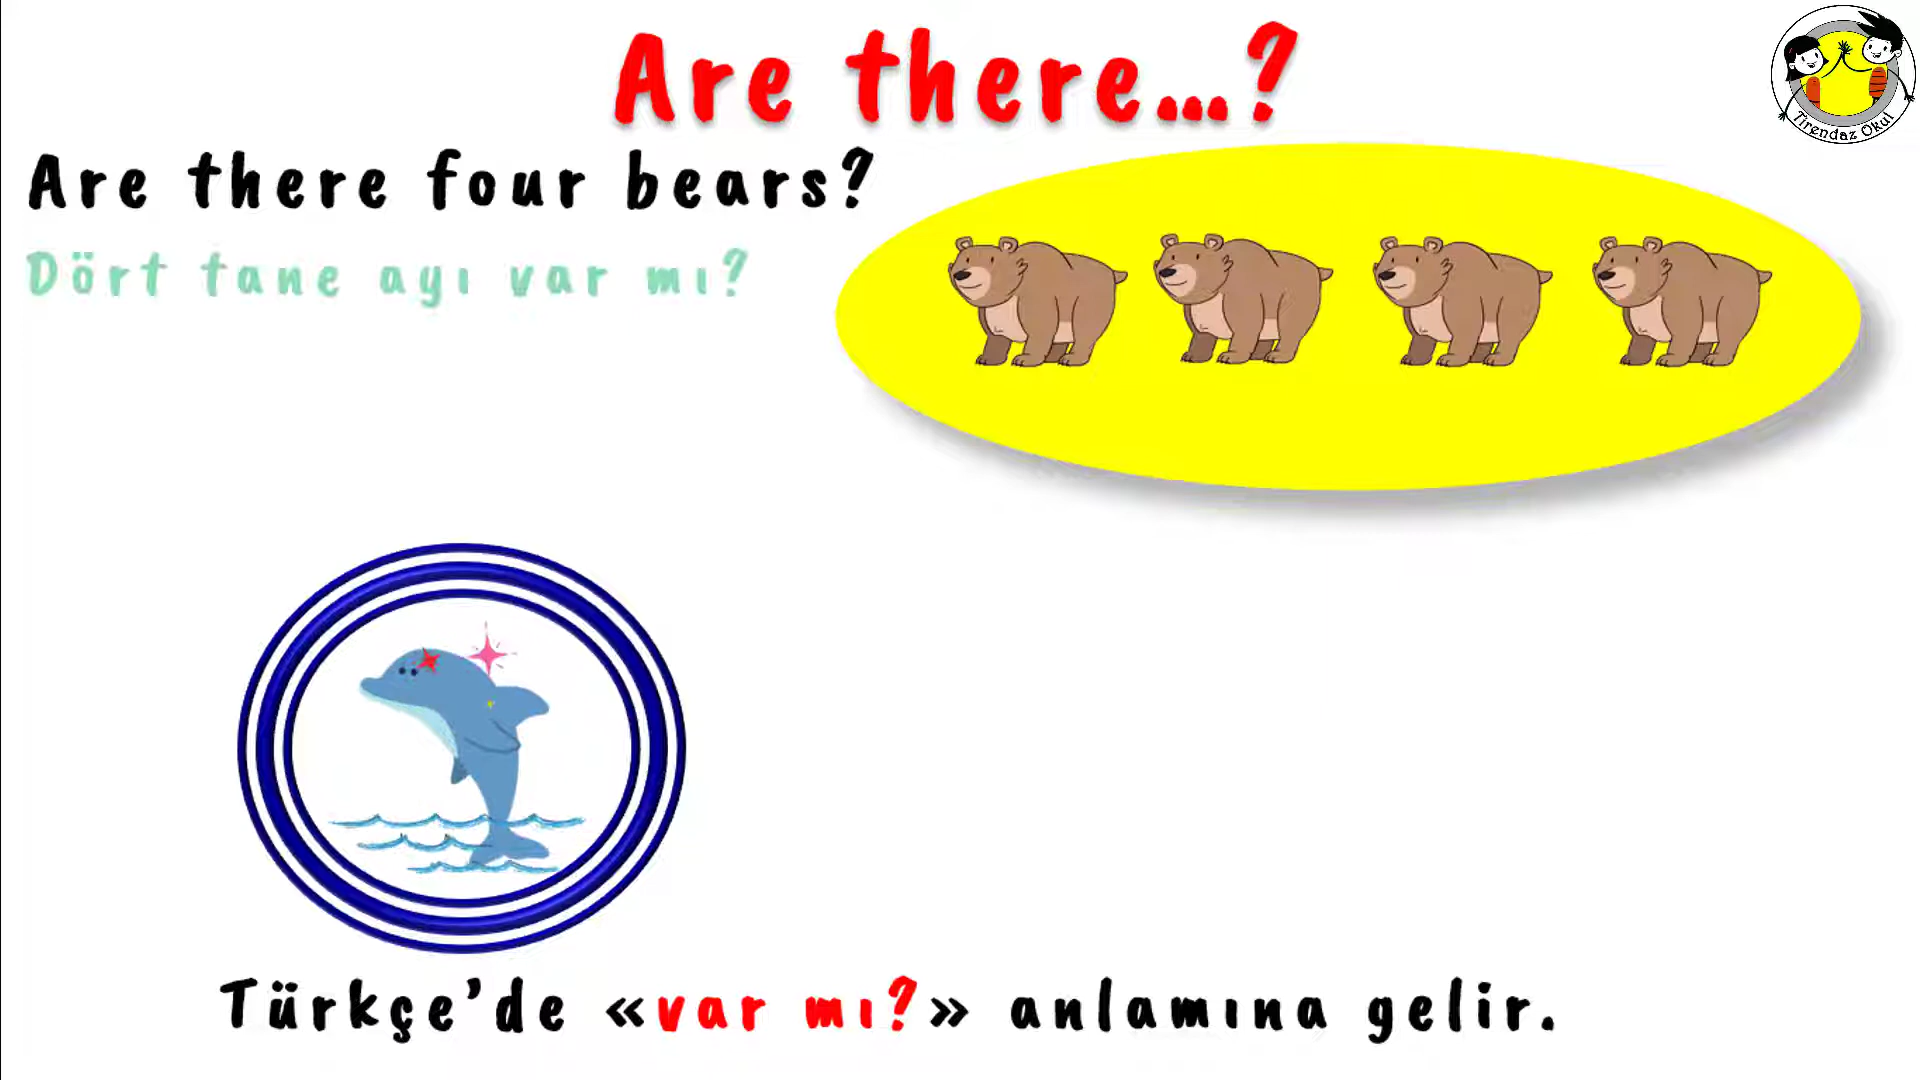 Are there...?
Tirendaz Okul
Are there four bears?
Dört tane ayı var mı?
Türkçe'de «var mı?» anlamına gelir.